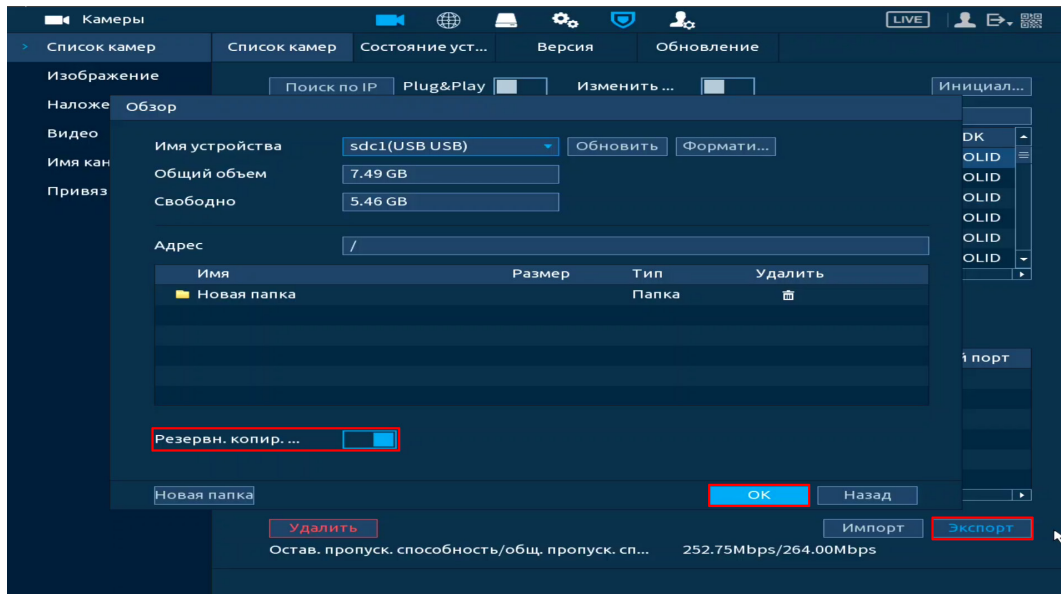 Камеры LIVE
Список камер Список камер Состояние уст... Версия Обновление
Изображение
Поиск по IP Plug&Play Изменить ... Инициал...
Наложе Обзор
Видео DK
Имя устройства sdc1(USB USB) Обновить Формати...
Имя кан OLID
Общий объем 7.49 GB OLID
Привяз
Свободно 5.46 GB OLID
OLID
Адрес / OLID
OLID
Имя Размер Тип Удалить
Новая папка Папка
й порт
Резервн. копир. ...
Новая папка OK Назад
Удалить Импорт Экспорт
Остав. пропуск. способность/общ. пропуск. сп... 252.75Mbps/264.00Mbps